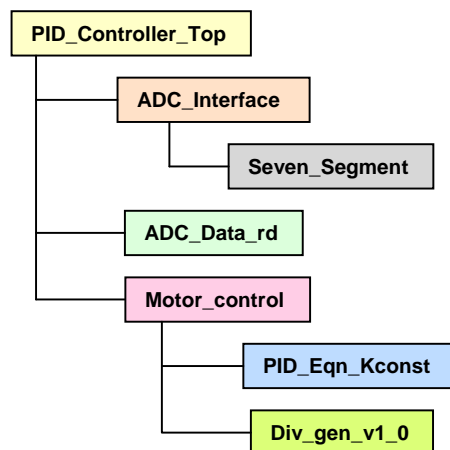 PID_Controller_Top
ADC_Interface
Seven_Segment
ADC_Data_rd
Motor_control
PID_Eqn_Kconst
Div_gen_v1_0